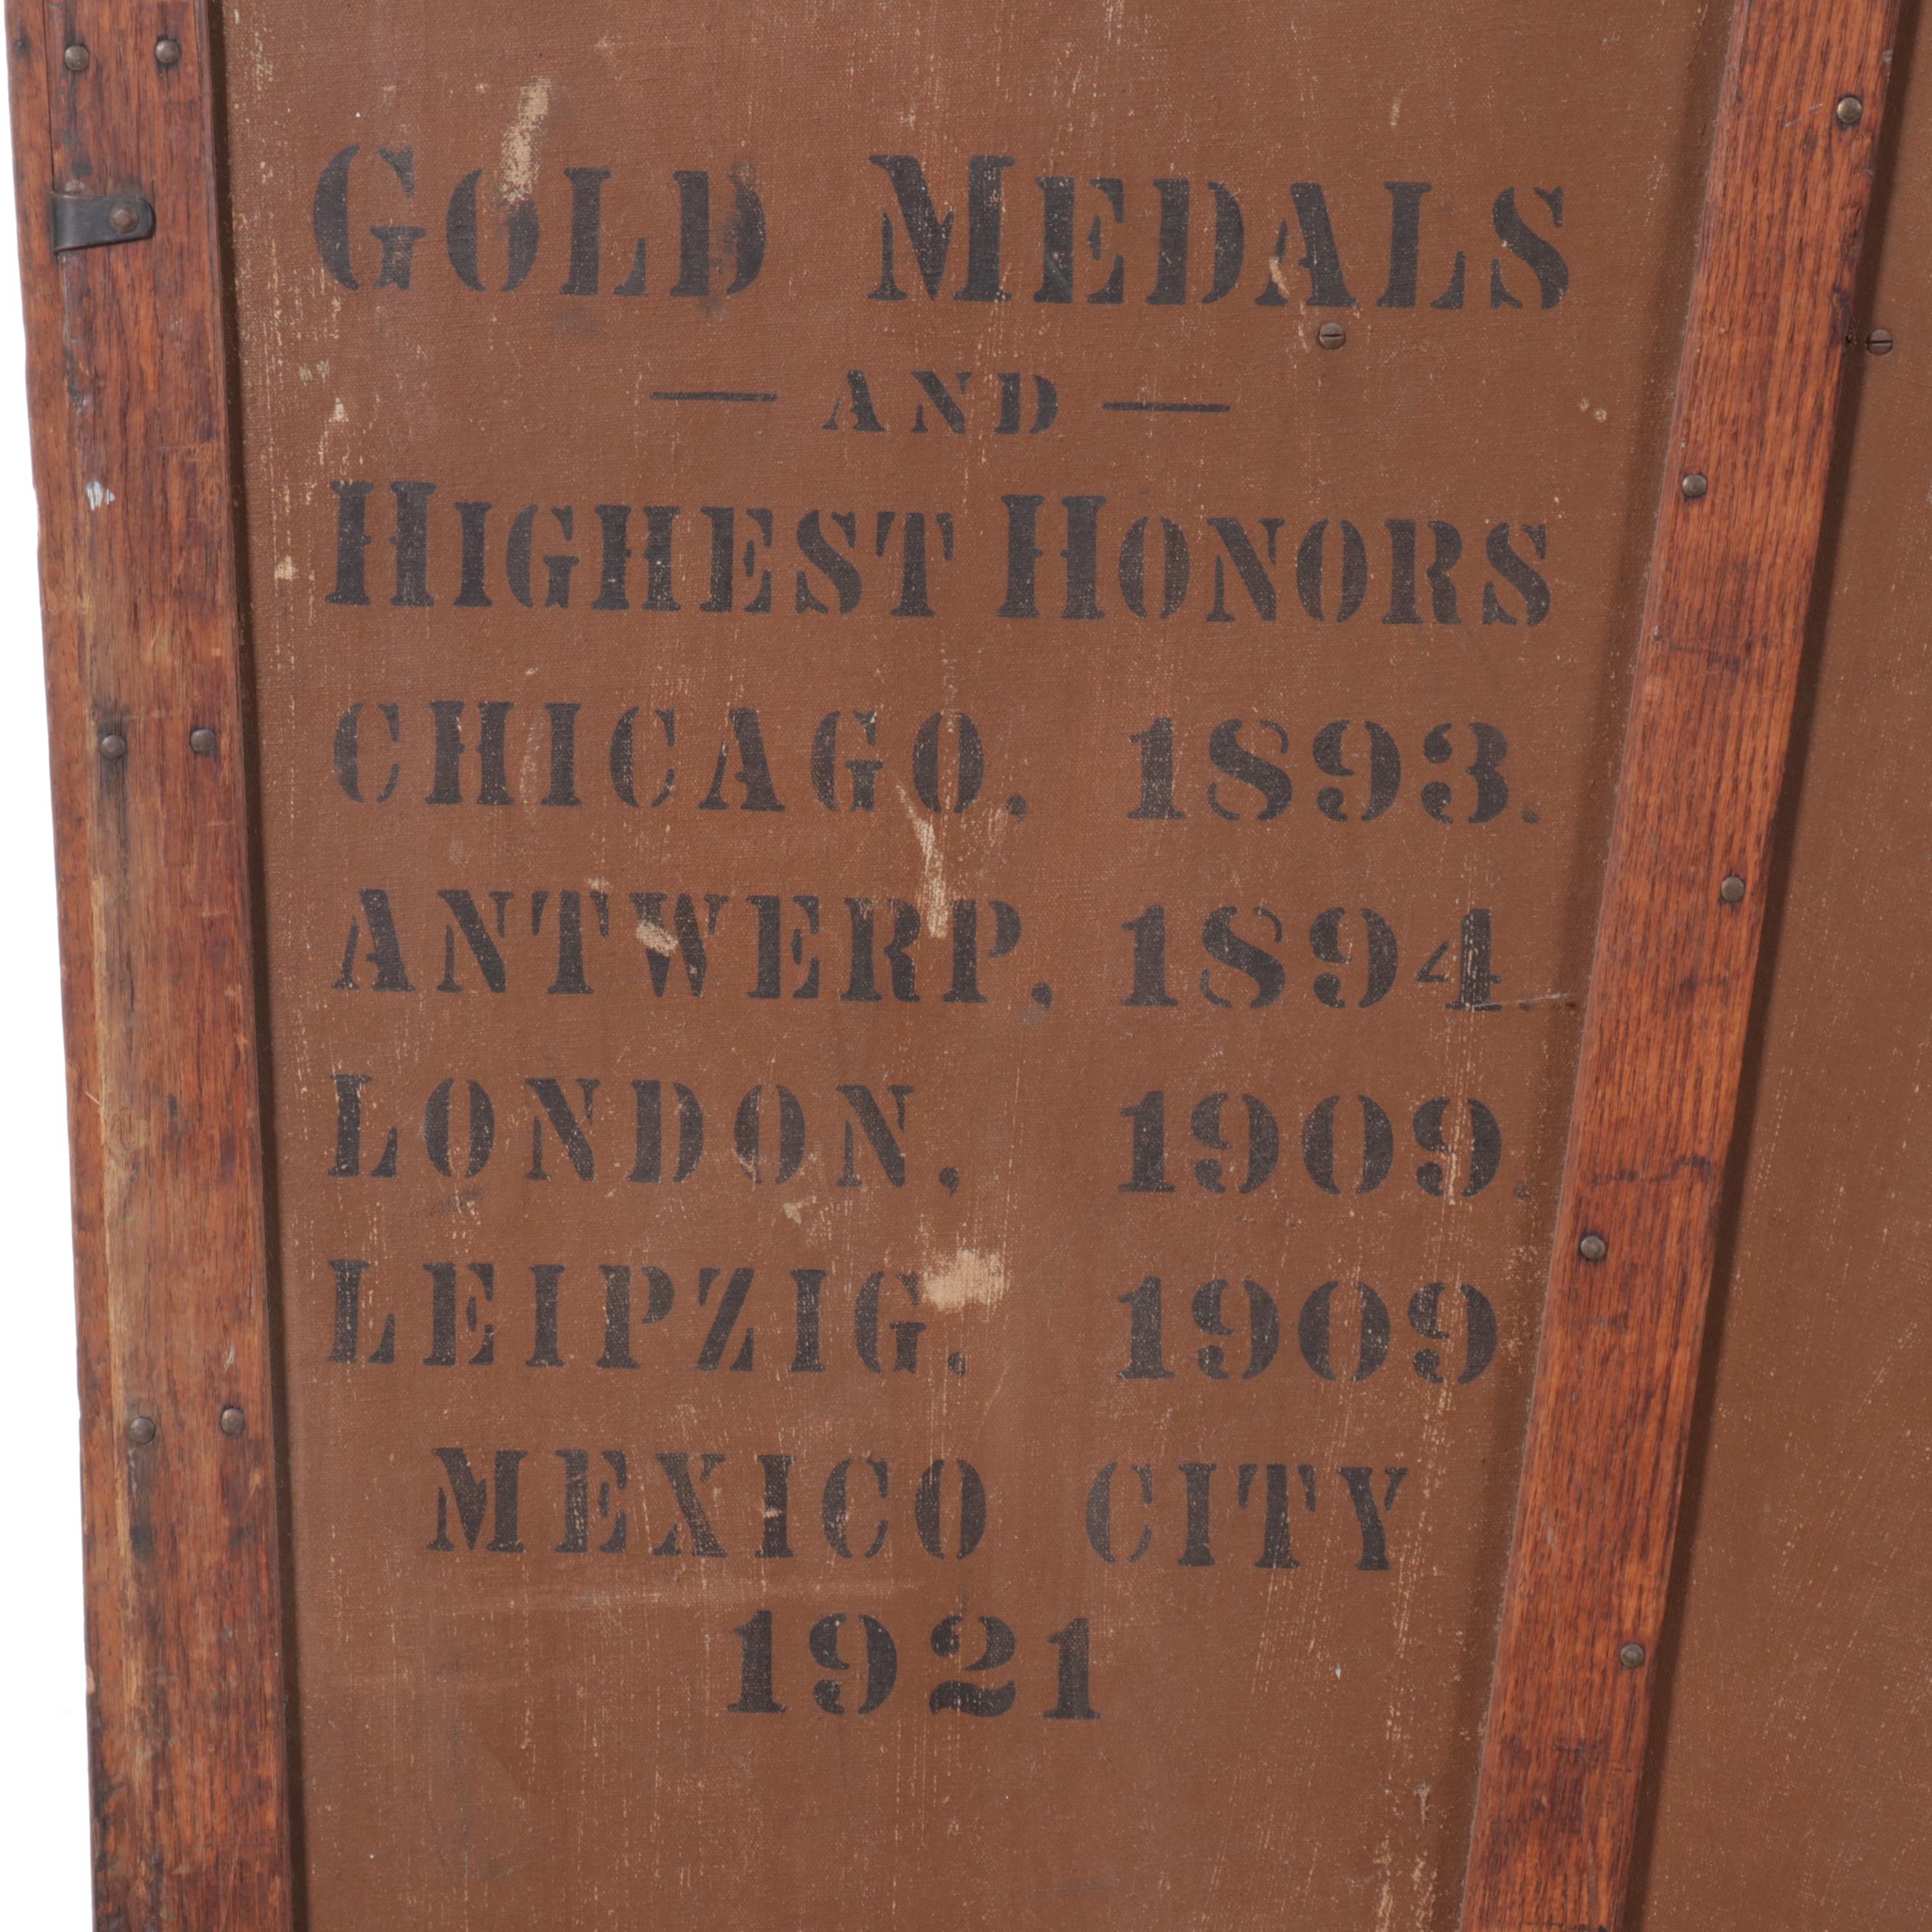 GOLD MEDALS
— AND —
HIGHEST HONORS
CHICAGO, 1893.
ANTWERP, 1894
LONDON, 1909.
LEIPZIG, 1909
MEXICO CITY
1921